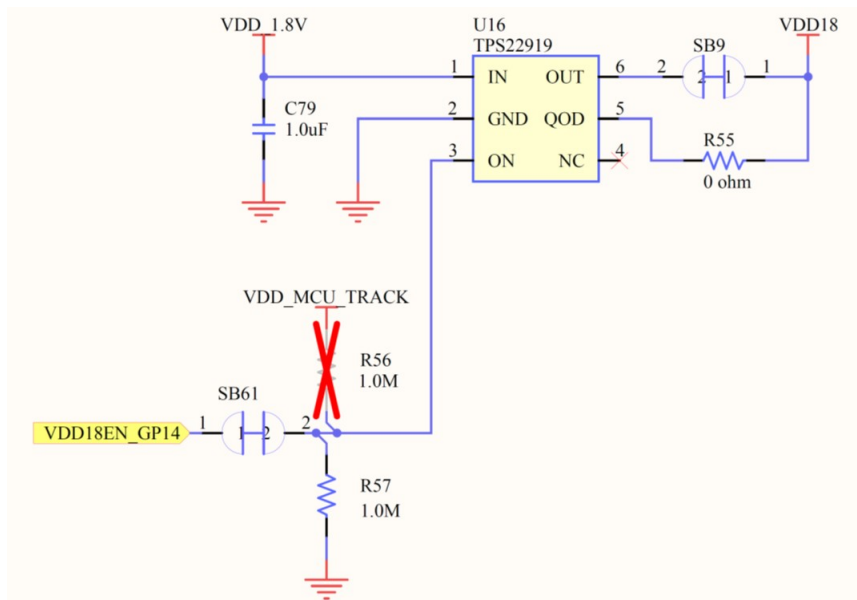 VDD_1.8V
U16
TPS22919
VDD18
SB9
1 IN OUT 6 2 2 1 1
C79
1.0uF
2 GND QOD 5
R55
0 ohm
3 ON NC 4
VDD_MCU_TRACK
R56
1.0M
SB61
VDD18EN_GP14 1 1 2 2
R57
1.0M